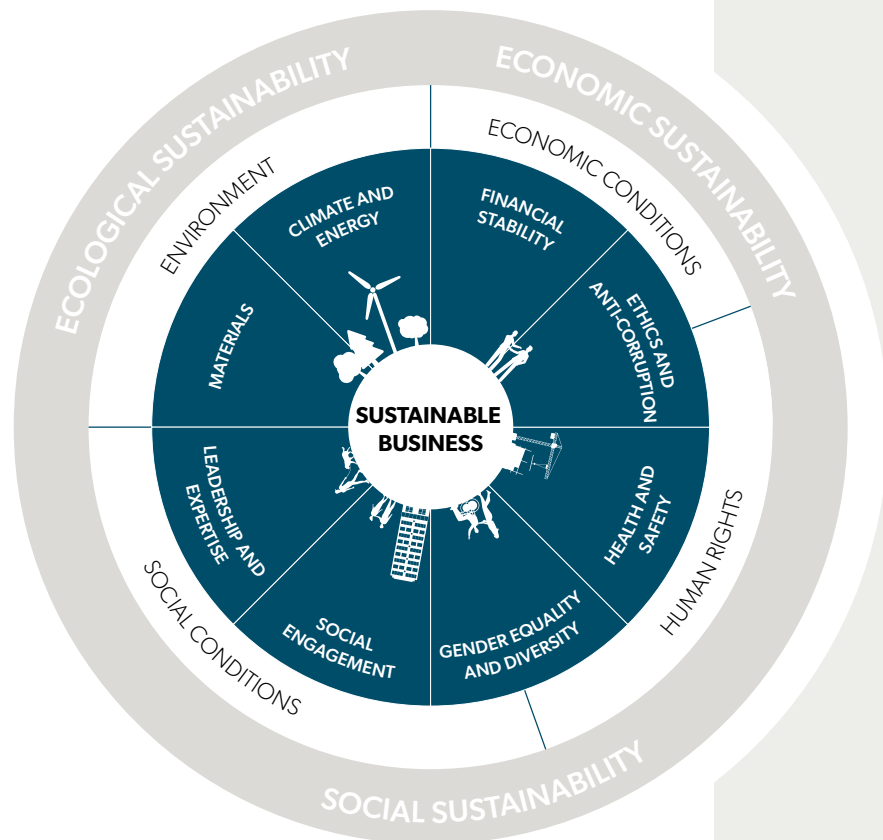 ECOLOGICAL SUSTAINABILITY
ECONOMIC SUSTAINABILITY
SOCIAL SUSTAINABILITY
ENVIRONMENT
ECONOMIC CONDITIONS
HUMAN RIGHTS
SOCIAL CONDITIONS
CLIMATE AND
ENERGY
FINANCIAL
STABILITY
ETHICS AND
ANTI-CORRUPTION
HEALTH AND
SAFETY
GENDER EQUALITY
AND DIVERSITY
SOCIAL
ENGAGEMENT
LEADERSHIP AND
EXPERTISE
MATERIALS
SUSTAINABLE
BUSINESS